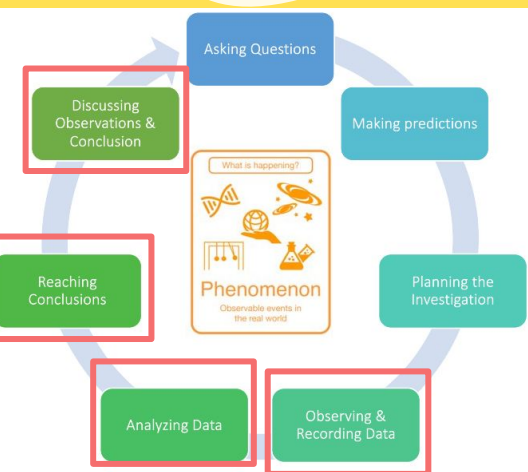 Asking Questions
Making predictions
Planning the
Investigation
Observing &
Recording Data
Analyzing Data
Reaching
Conclusions
Discussing
Observations &
Conclusion
What is happening?
Phenomenon
Observable events in
the real world